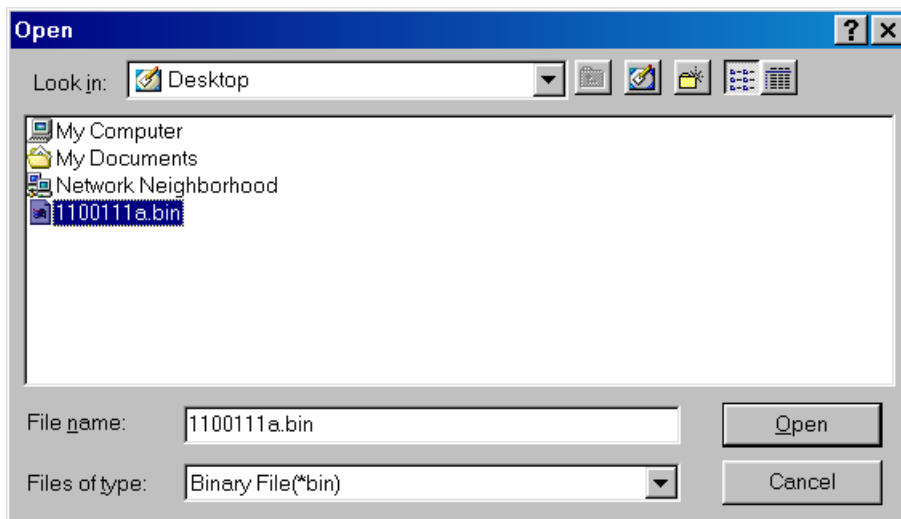 Open
Look in: Desktop
My Computer
My Documents
Network Neighborhood
1100111a.bin
File name: 1100111a.bin Open
Files of type: Binary File(*bin) Cancel